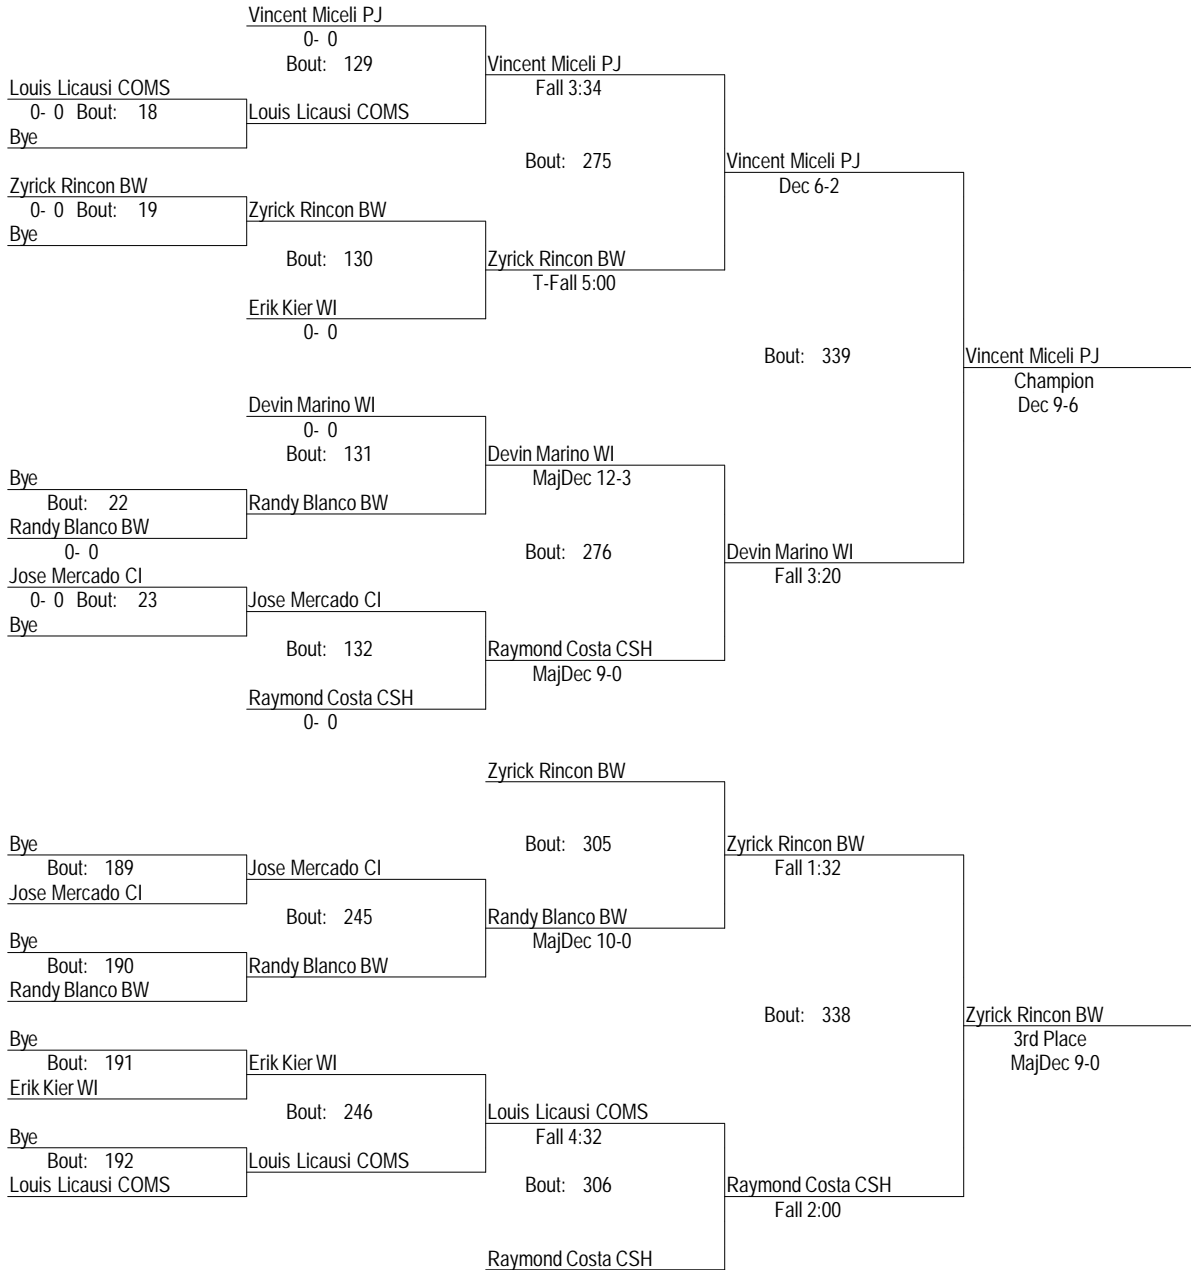 Vincent Miceli PJ
0- 0
Bout: 129
Vincent Miceli PJ
Louis Licausi COMS
Fall 3:34
0- 0 Bout: 18
Louis Licausi COMS
Bye
Bout: 275
Vincent Miceli PJ
Zyrick Rincon BW
Dec 6-2
0- 0 Bout: 19
Zyrick Rincon BW
Bye
Bout: 130
Zyrick Rincon BW
T-Fall 5:00
Erik Kier WI
0- 0
Bout: 339
Vincent Miceli PJ
Champion
Dec 9-6
Devin Marino WI
0- 0
Bout: 131
Devin Marino WI
Bye
MajDec 12-3
Bout: 22
Randy Blanco BW
Randy Blanco BW
0- 0
Bout: 276
Devin Marino WI
Jose Mercado CI
Fall 3:20
0- 0 Bout: 23
Jose Mercado CI
Bye
Bout: 132
Raymond Costa CSH
MajDec 9-0
Raymond Costa CSH
0- 0
Zyrick Rincon BW
Bye
Bout: 305
Zyrick Rincon BW
Bout: 189
Jose Mercado CI
Fall 1:32
Jose Mercado CI
Bout: 245
Randy Blanco BW
Bye
MajDec 10-0
Bout: 190
Randy Blanco BW
Randy Blanco BW
Bout: 338
Zyrick Rincon BW
Bye
3rd Place
Bout: 191
Erik Kier WI
MajDec 9-0
Erik Kier WI
Bout: 246
Louis Licausi COMS
Bye
Fall 4:32
Bout: 192
Louis Licausi COMS
Louis Licausi COMS
Bout: 306
Raymond Costa CSH
Fall 2:00
Raymond Costa CSH